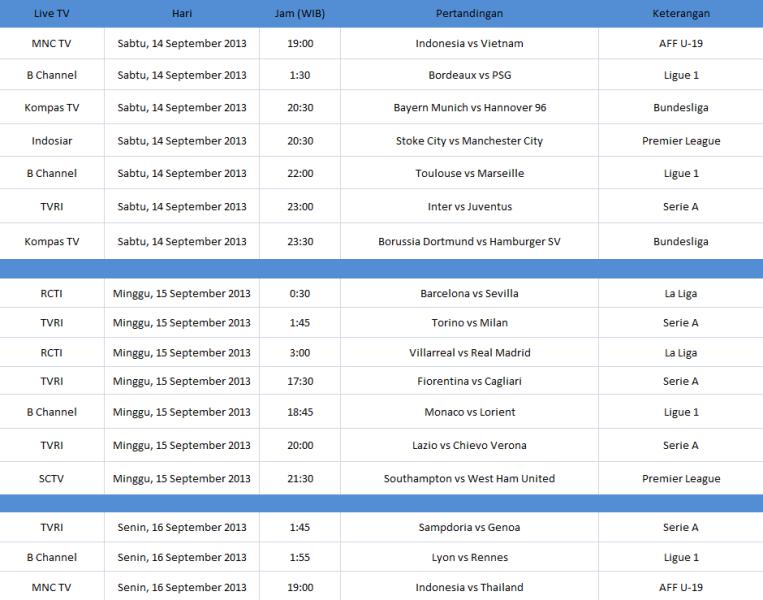 Live TV Hari Jam (WIB) Pertandingan Keterangan
MNC TV Sabtu, 14 September 2013 19:00 Indonesia vs Vietnam AFF U-19
B Channel Sabtu, 14 September 2013 1:30 Bordeaux vs PSG Ligue 1
Kompas TV Sabtu, 14 September 2013 20:30 Bayern Munich vs Hannover 96 Bundesliga
Indosiar Sabtu, 14 September 2013 20:30 Stoke City vs Manchester City Premier League
B Channel Sabtu, 14 September 2013 22:00 Toulouse vs Marseille Ligue 1
TVRI Sabtu, 14 September 2013 23:00 Inter vs Juventus Serie A
Kompas TV Sabtu, 14 September 2013 23:30 Borussia Dortmund vs Hamburger SV Bundesliga
RCTI Minggu, 15 September 2013 0:30 Barcelona vs Sevilla La Liga
TVRI Minggu, 15 September 2013 1:45 Torino vs Milan Serie A
RCTI Minggu, 15 September 2013 3:00 Villarreal vs Real Madrid La Liga
TVRI Minggu, 15 September 2013 17:30 Fiorentina vs Cagliari Serie A
B Channel Minggu, 15 September 2013 18:45 Monaco vs Lorient Ligue 1
TVRI Minggu, 15 September 2013 20:00 Lazio vs Chievo Verona Serie A
SCTV Minggu, 15 September 2013 21:30 Southampton vs West Ham United Premier League
TVRI Senin, 16 September 2013 1:45 Sampdoria vs Genoa Serie A
B Channel Senin, 16 September 2013 1:55 Lyon vs Rennes Ligue 1
MNC TV Senin, 16 September 2013 19:00 Indonesia vs Thailand AFF U-19